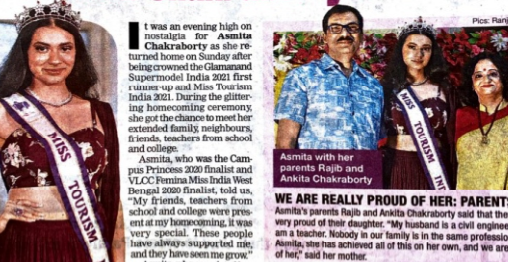 Pics: Ranj
MISS TOURISM
MISS TOURISM IN
It was an evening high on
nostalgia for Asmita
Chakraborty as she re-
turned home on Sunday after
being crowned the Glamanand
Supermodel India 2021 first
runner-up and Miss Tourism
India 2021. During the glitter-
ing homecoming ceremony,
she got the chance to meet her
extended family, neighbours,
friends, teachers from school
and college.
Asmita, who was the Cam-
pus Princess 2020 finalist and
VLCC Femina Miss India West
Bengal 2020 finalist, told us,
"My friends, teachers from
school and college were pres-
ent at my homecoming, it was
very special. These people
have always supported me,
and they have seen me grow."
Asmita with her
parents Rajib and
Ankita Chakraborty
WE ARE REALLY PROUD OF HER: PARENTS
Asmita's parents Rajib and Ankita Chakraborty said that the
very proud of their daughter. "My husband is a civil enginee
am a teacher. Nobody in our family is in the same professio
Asmita, she has achieved all of this on her own, and we are
of her," said her mother.